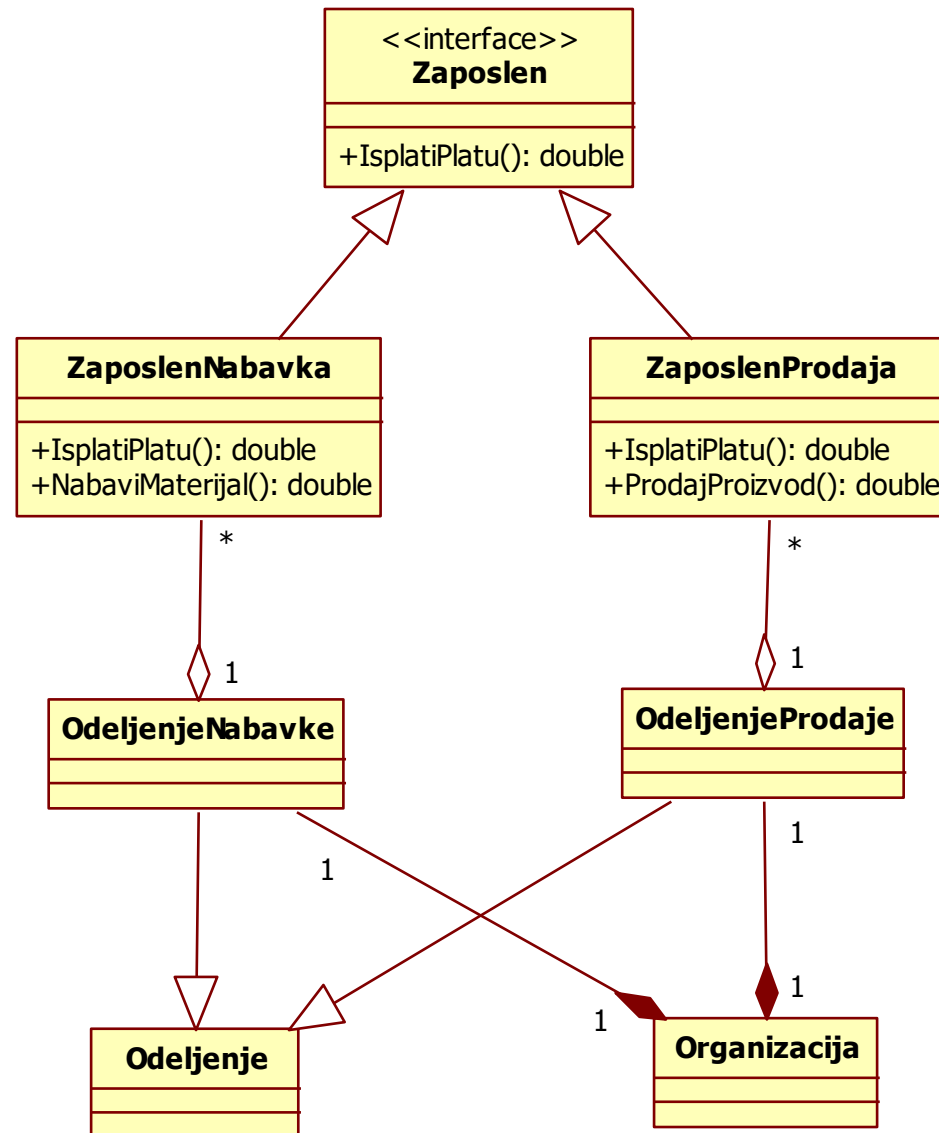 <<interface>>
Zaposlen
+IsplatiPlatu(): double
ZaposlenNabavka
+IsplatiPlatu(): double
+NabaviMaterijal(): double
ZaposlenProdaja
+IsplatiPlatu(): double
+ProdajProizvod(): double
*
*
1
1
OdeljenjeNabavke
OdeljenjeProdaje
1
1
1
1
Odeljenje
Organizacija